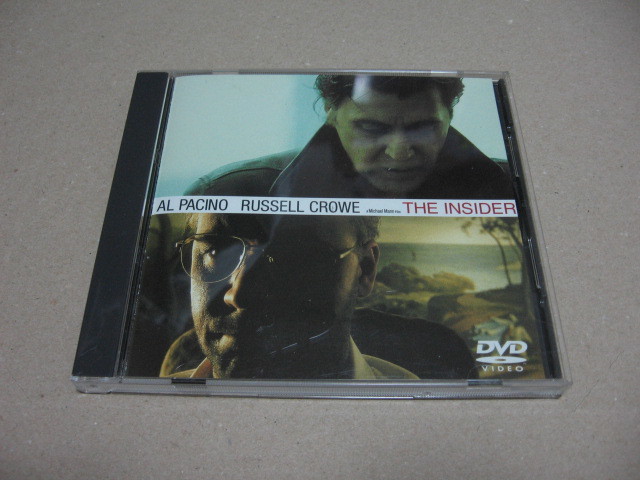 AL PACINO RUSSELL CROWE a Michael Mann film THE INSIDER
DVD
VIDEO